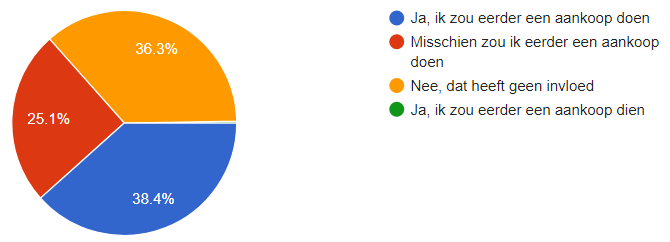 36.3%
25.1%
38.4%
Ja, ik zou eerder een aankoop doen
Misschien zou ik eerder een aankoop
doen
Nee, dat heeft geen invloed
Ja, ik zou eerder een aankoop dien